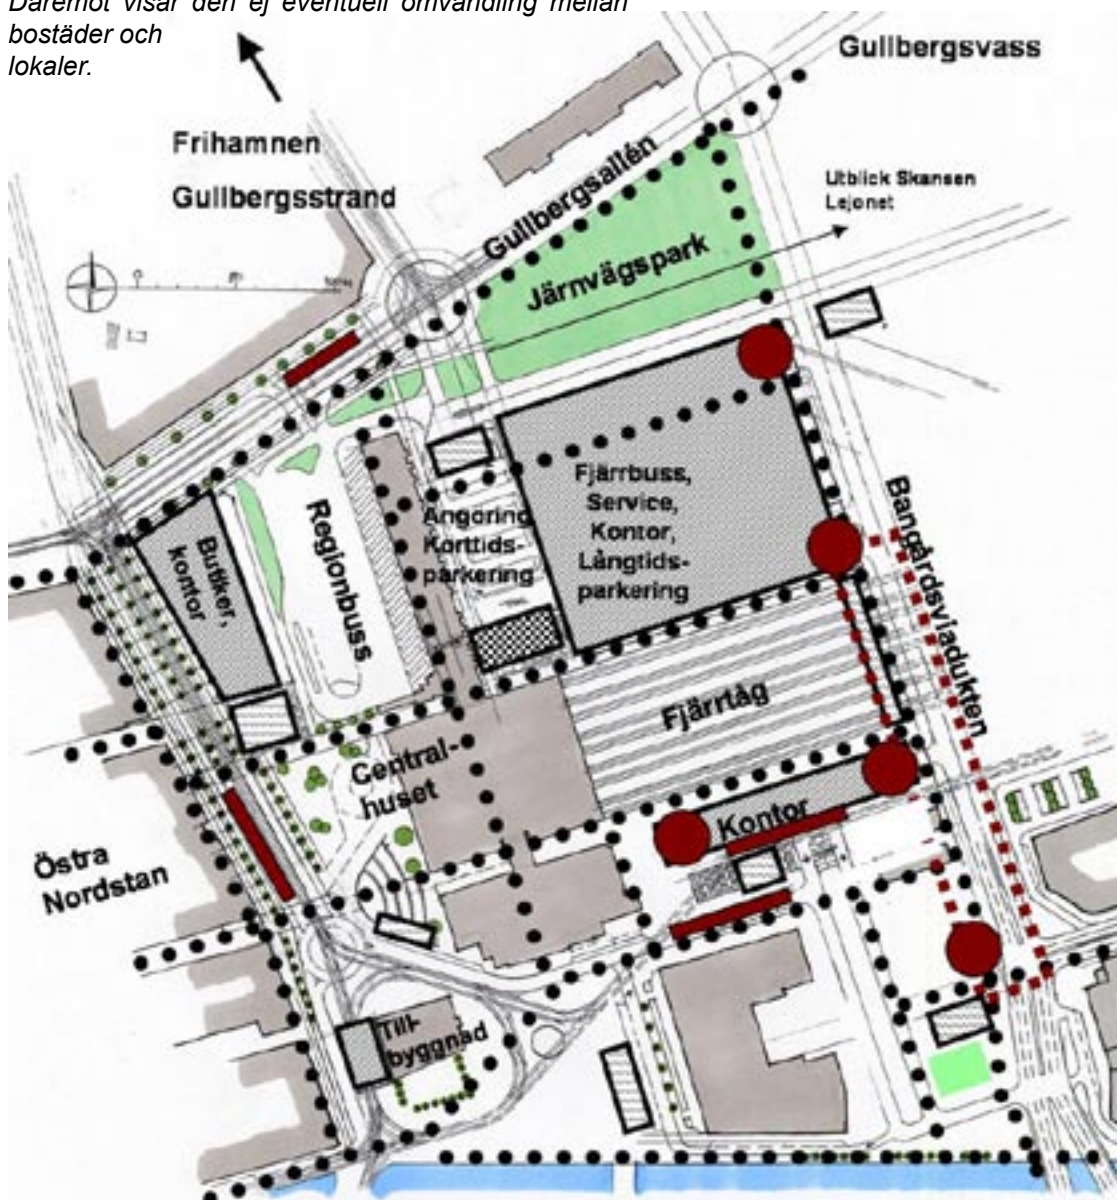 Däremot visar den ej eventuell omvandling mellan
bostäder och
lokaler.
Gullbergsvass
Frihamnen
Gullbergsstrand
Gullbergsallén
Utblick Skansen
Lejonet
Järnvägspark
Regionbuss
Butiker,
kontor
Angöring
Korttids-
parkering
Fjärrbuss,
Service,
Kontor,
Långtids-
parkering
Bangårdsviadukten
Fjärrtåg
Central-
huset
Kontor
Östra
Nordstan
Till-
byggnad